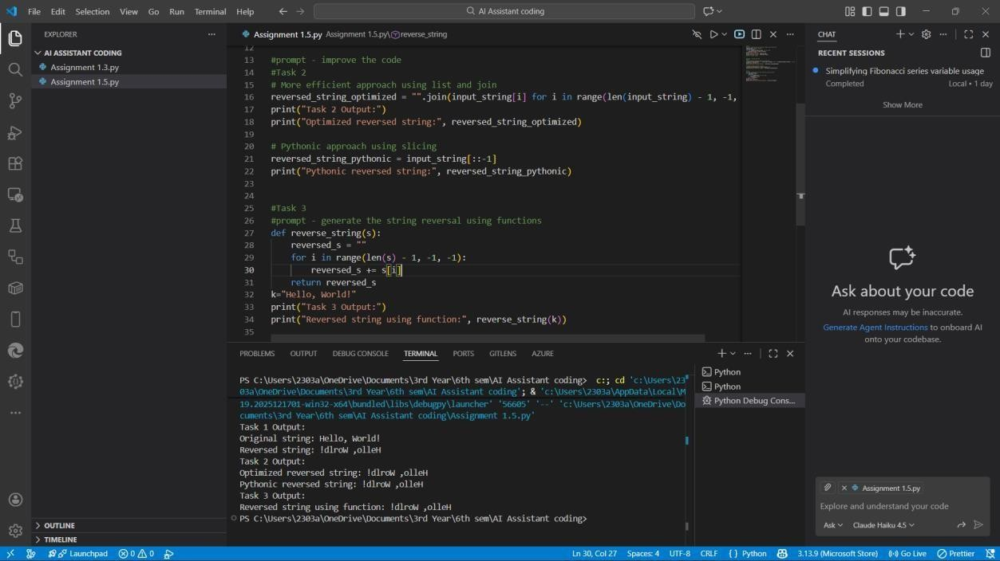 File Edit Selection View Go Run Terminal Help
AI Assistant coding
EXPLORER
AI ASSISTANT CODING
Assignment 1.3.py
Assignment 1.5.py
Assignment 1.5.py Assignment 1.5.py\reverse_string
12
13 #prompt - improve the code
14 #Task 2
15 # More efficient approach using list and join
16 reversed_string_optimized = "".join(input_string[i] for i in range(len(input_string) - 1, -1,
17 print("Task 2 Output:")
18 print("Optimized reversed string:", reversed_string_optimized)
19
20 # Pythonic approach using slicing
21 reversed_string_pythonic = input_string[::-1]
22 print("Pythonic reversed string:", reversed_string_pythonic)
23
24
25 #Task 3
26 #prompt - generate the string reversal using functions
27 def reverse_string(s):
28 reversed_s = ""
29 for i in range(len(s) - 1, -1, -1):
30 reversed_s += s[i]
31 return reversed_s
32 k="Hello, World!"
33 print("Task 3 Output:")
34 print("Reversed string using function:", reverse_string(k))
35
PROBLEMS OUTPUT DEBUG CONSOLE TERMINAL PORTS GITLENS AZURE
PS C:\Users\2303a\OneDrive\Documents\3rd Year\6th sem\AI Assistant coding> c:; cd 'c:\Users\23
03a\OneDrive\Documents\3rd Year\6th sem\AI Assistant coding'; & 'c:\Users\2303a\AppData\Local\M
19.2025121701-win32-x64\bundled\libs\debugpy\launcher' '56605' '--' 'c:\Users\2303a\OneDrive\Do
cuments\3rd Year\6th sem\AI Assistant coding\Assignment 1.5.py'
Task 1 Output:
Original string: Hello, World!
Reversed string: !dlroW ,olleH
Task 2 Output:
Optimized reversed string: !dlroW ,olleH
Pythonic reversed string: !dlroW ,olleH
Task 3 Output:
Reversed string using function: !dlroW ,olleH
PS C:\Users\2303a\OneDrive\Documents\3rd Year\6th sem\AI Assistant coding>
Python
Python
Python Debug Cons...
CHAT
RECENT SESSIONS
Simplifying Fibonacci series variable usage
Completed Local • 1 day
Show More
Ask about your code
AI responses may be inaccurate.
Generate Agent Instructions to onboard AI
onto your codebase.
Assignment 1.5.py
Explore and understand your code
Ask Claude Haiku 4.5
OUTLINE
TIMELINE
Launchpad 0 0 Ln 30, Col 27 Spaces: 4 UTF-8 CRLF { } Python 3.13.9 (Microsoft Store) Go Live Prettier